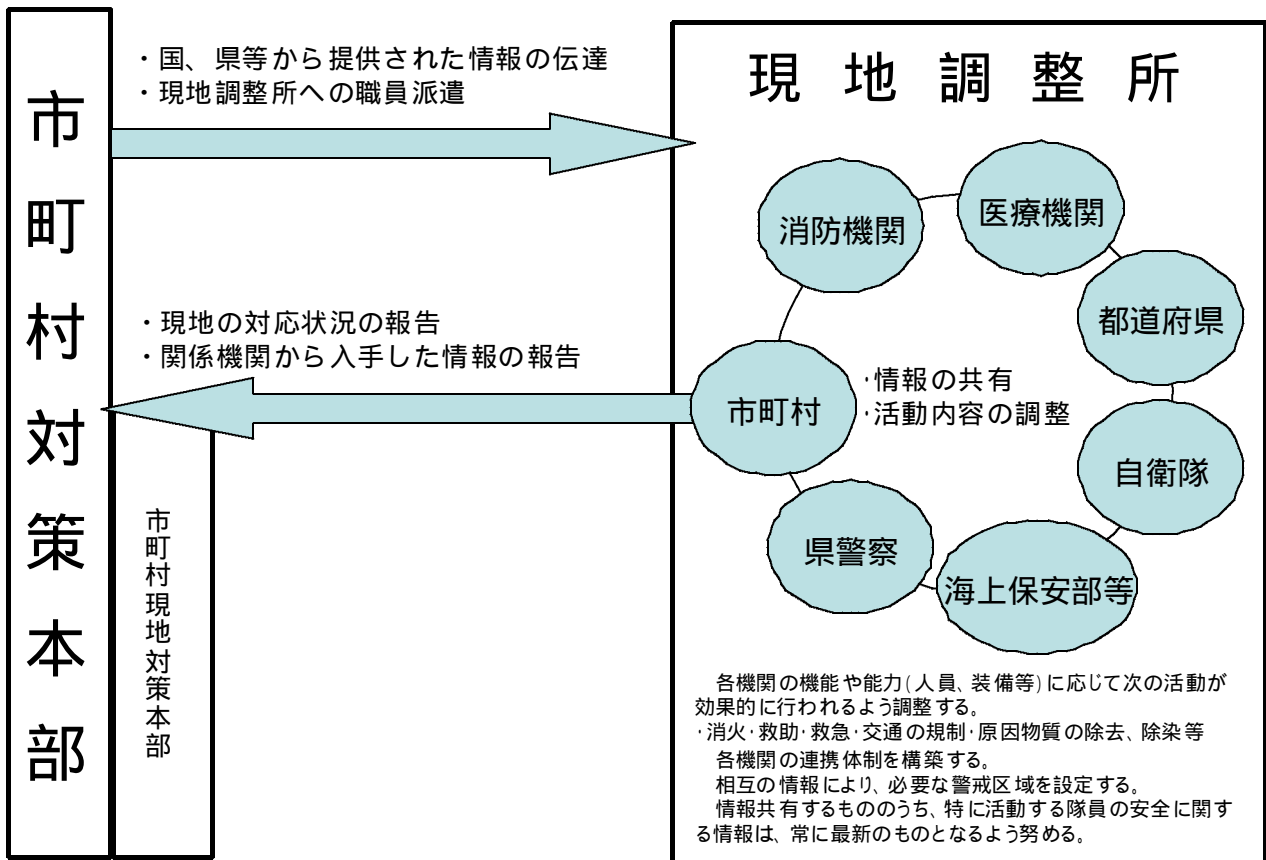 市町村対策本部
・国、県等から提供された情報の伝達
・現地調整所への職員派遣
・現地の対応状況の報告
・関係機関から入手した情報の報告
市町村現地対策本部
現地調整所
消防機関
医療機関
都道府県
自衛隊
海上保安部等
県警察
市町村
・情報の共有
・活動内容の調整
各機関の機能や能力(人員、装備等)に応じて次の活動が
効果的に行われるよう調整する。
・消火・救助・救急・交通の規制・原因物質の除去、除染等
各機関の連携体制を構築する。
相互の情報により、必要な警戒区域を設定する。
情報共有するもののうち、特に活動する隊員の安全に関す
る情報は、常に最新のものとなるよう努める。